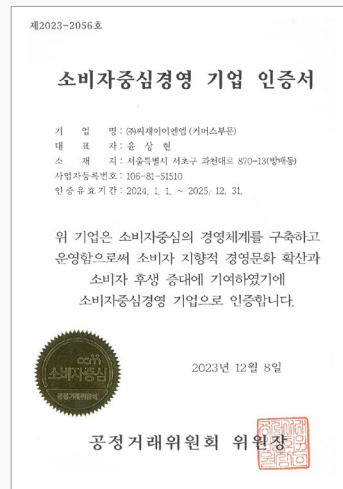 제2023-2056호
소비자중심경영 기업 인증서
기 업 명 : ㈜씨제이이엔엠 (커머스부문)
대 표 자 : 윤 상 현
소 재 지 : 서울특별시 서초구 과천대로 870-13(방배동)
사업자등록번호 : 106-81-51510
인증유효기간 : 2024. 1. 1. ~ 2025. 12. 31.
위 기업은 소비자중심의 경영체계를 구축하고
운영함으로써 소비자 지향적 경영문화 확산과
소비자 후생 증대에 기여하였기에
소비자중심경영 기업으로 인증합니다.
ccm
소비자중심
공정거래위원회
2023년 12월 8일
공정거래위원회 위원장